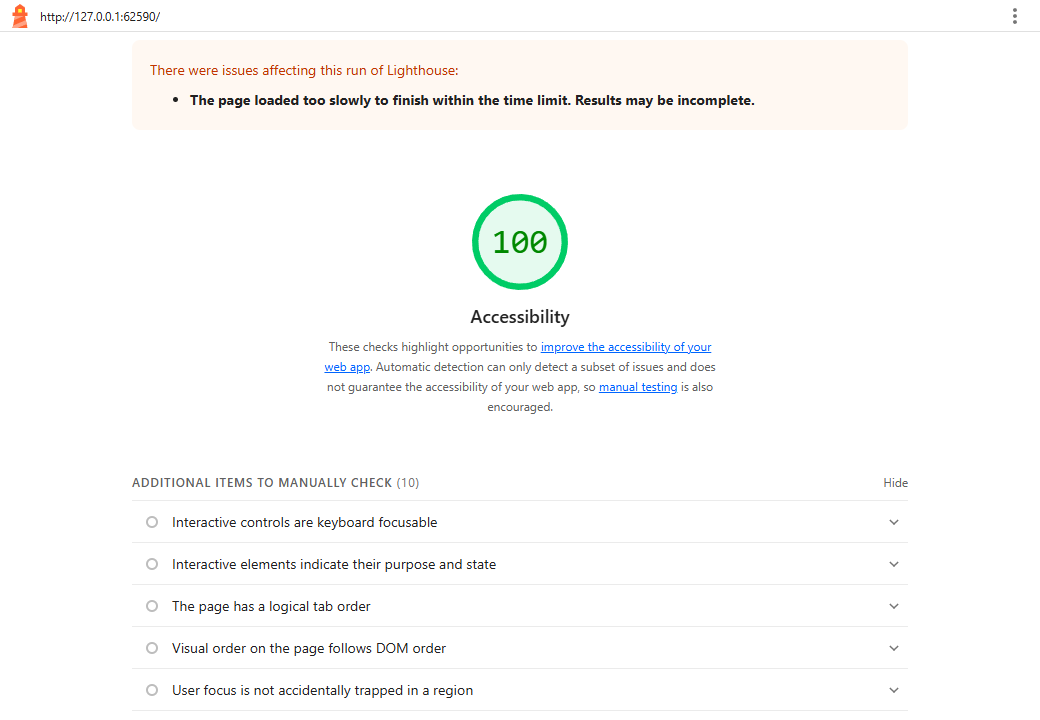 http://127.0.0.1:62590/
There were issues affecting this run of Lighthouse:
• The page loaded too slowly to finish within the time limit. Results may be incomplete.
100
Accessibility
These checks highlight opportunities to improve the accessibility of your
web app. Automatic detection can only detect a subset of issues and does
not guarantee the accessibility of your web app, so manual testing is also
encouraged.
ADDITIONAL ITEMS TO MANUALLY CHECK (10) Hide
Interactive controls are keyboard focusable
Interactive elements indicate their purpose and state
The page has a logical tab order
Visual order on the page follows DOM order
User focus is not accidentally trapped in a region